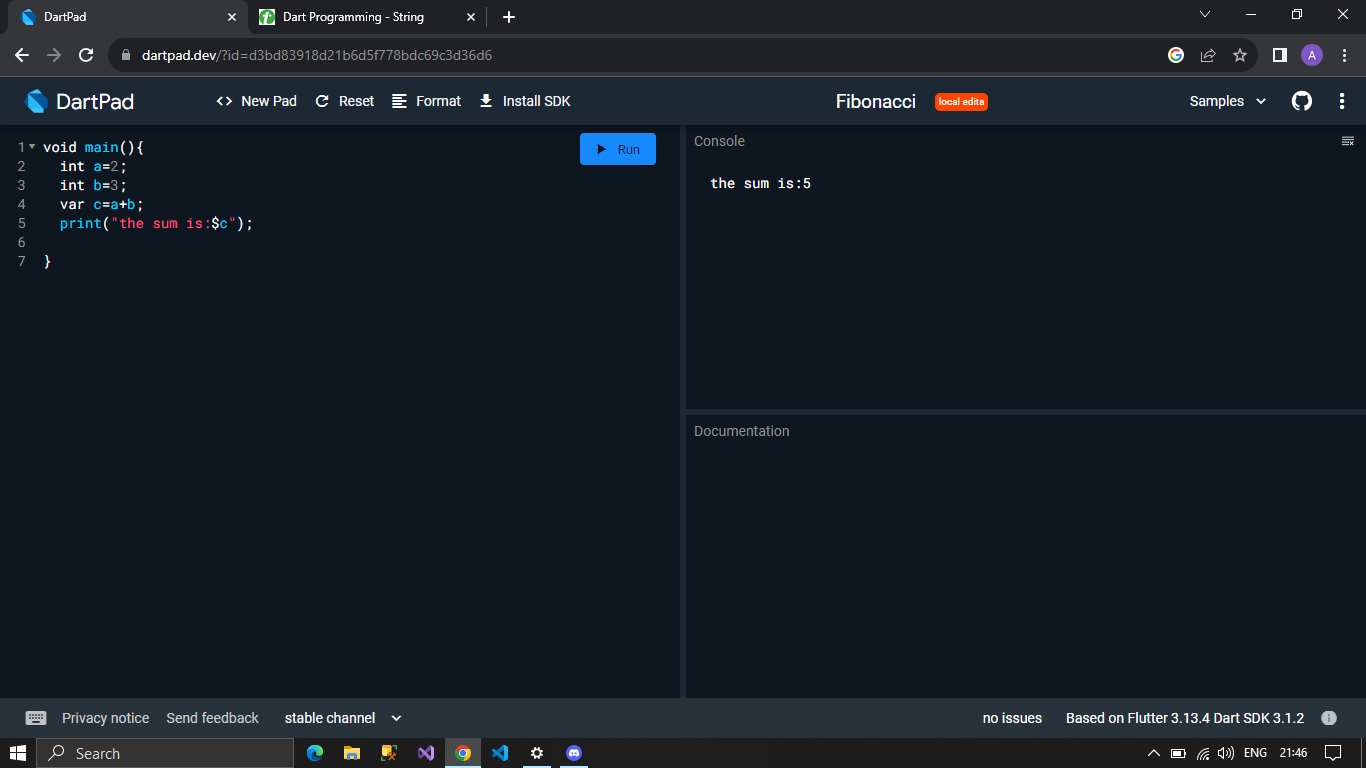 DartPad
Dart Programming - String
dartpad.dev/?id=d3bd83918d21b6d5f778bdc69c3d36d6
A
DartPad
New Pad
Reset
Format
Install SDK
Fibonacci
local edits
Samples
1 void main(){
2 int a=2;
3 int b=3;
4 var c=a+b;
5 print("the sum is:$c");
6
7 }
Run
Console
the sum is:5
Documentation
Privacy notice
Send feedback
stable channel
no issues
Based on Flutter 3.13.4 Dart SDK 3.1.2
Search
ENG
21:46